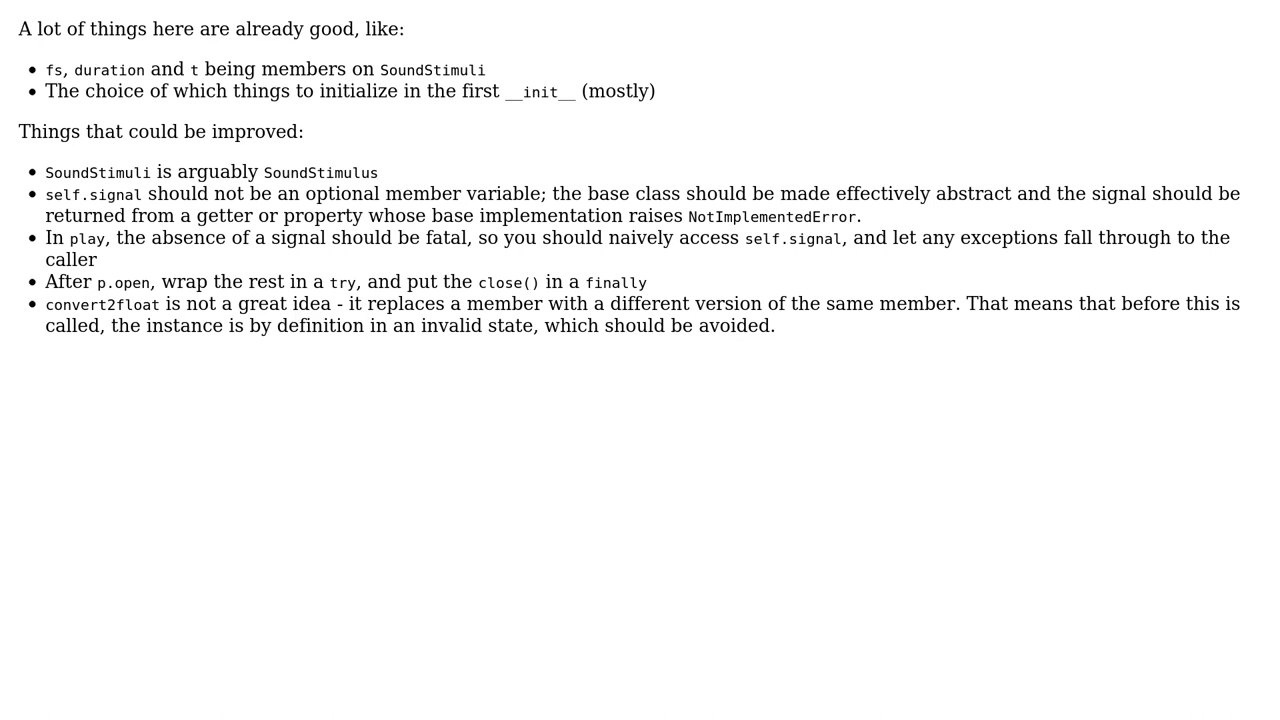 A lot of things here are already good, like:
• fs, duration and t being members on SoundStimuli
• The choice of which things to initialize in the first __init__ (mostly)
Things that could be improved:
• SoundStimuli is arguably SoundStimulus
• self.signal should not be an optional member variable; the base class should be made effectively abstract and the signal should be
returned from a getter or property whose base implementation raises NotImplementedError.
• In play, the absence of a signal should be fatal, so you should naively access self.signal, and let any exceptions fall through to the
caller
• After p.open, wrap the rest in a try, and put the close() in a finally
• convert2float is not a great idea - it replaces a member with a different version of the same member. That means that before this is
called, the instance is by definition in an invalid state, which should be avoided.